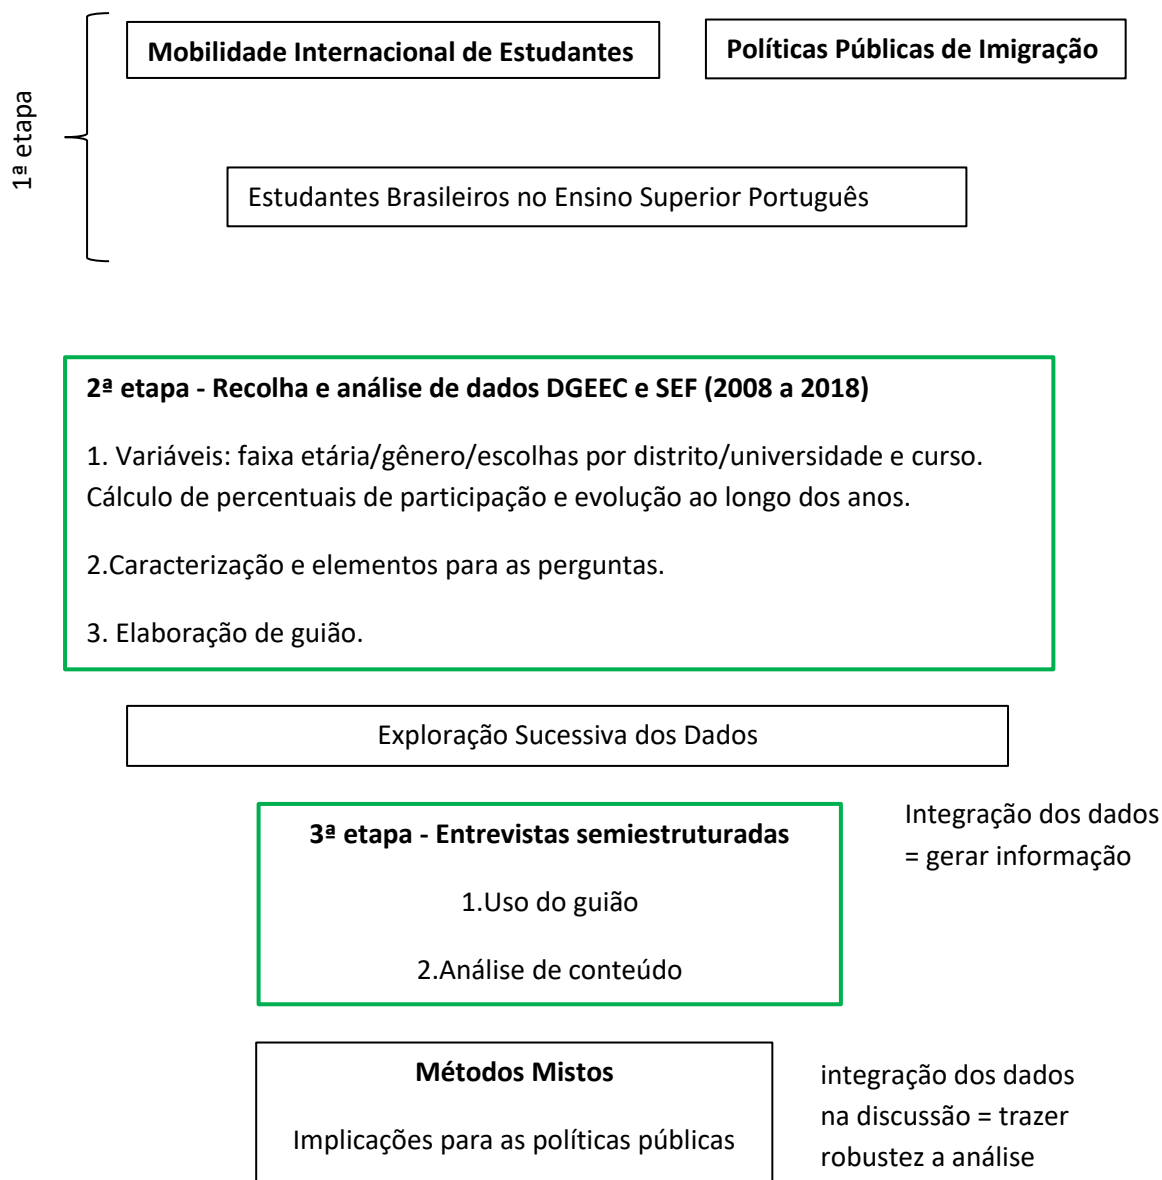 1ª etapa
Mobilidade Internacional de Estudantes
Políticas Públicas de Imigração
Estudantes Brasileiros no Ensino Superior Português
2ª etapa - Recolha e análise de dados DGEEC e SEF (2008 a 2018)
1. Variáveis: faixa etária/gênero/escolhas por distrito/universidade e curso.
Cálculo de percentuais de participação e evolução ao longo dos anos.
2.Caracterização e elementos para as perguntas.
3. Elaboração de guião.
Exploração Sucessiva dos Dados
3ª etapa - Entrevistas semiestruturadas
1.Uso do guião
2.Análise de conteúdo
Integração dos dados
= gerar informação
Métodos Mistos
Implicações para as políticas públicas
integração dos dados
na discussão = trazer
robustez a análise